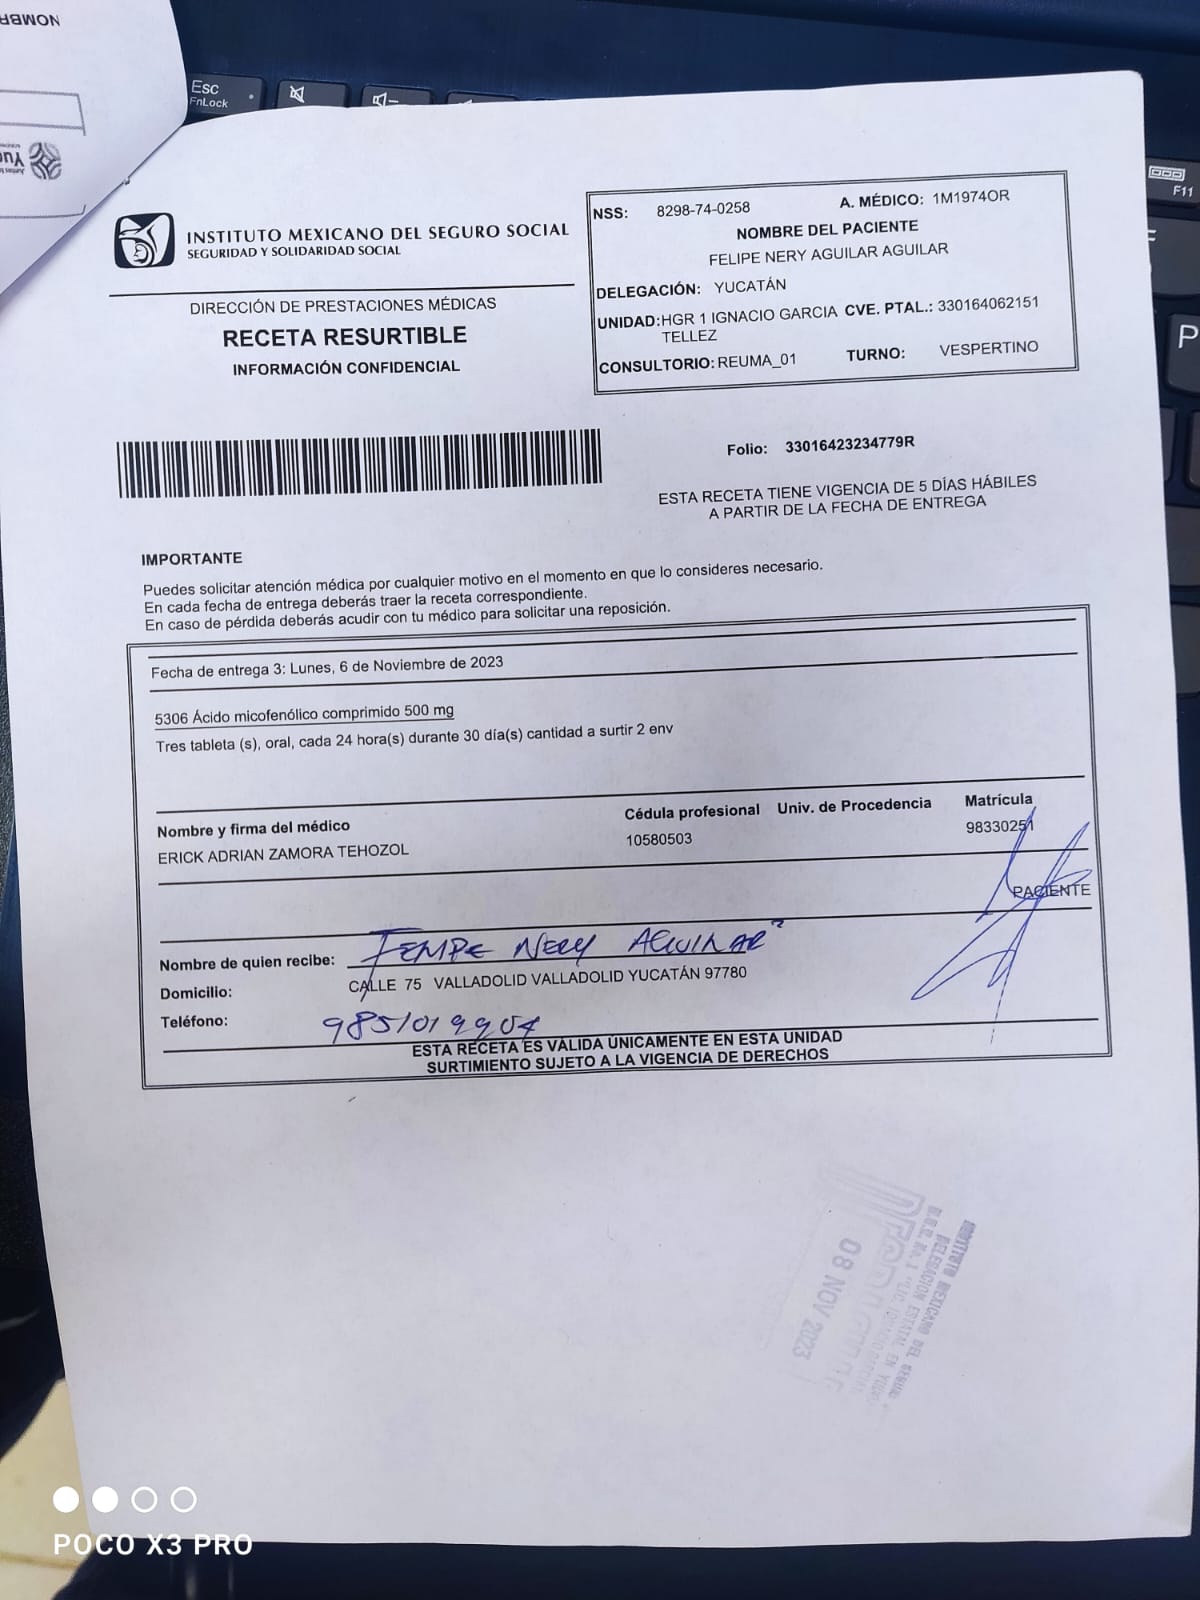 NOMBR
Yuc
Esc
FnLock
F11
P
INSTITUTO MEXICANO DEL SEGURO SOCIAL
SEGURIDAD Y SOLIDARIDAD SOCIAL
DIRECCIÓN DE PRESTACIONES MÉDICAS
RECETA RESURTIBLE
INFORMACIÓN CONFIDENCIAL
NSS: 8298-74-0258 A. MÉDICO: 1M1974OR
NOMBRE DEL PACIENTE
FELIPE NERY AGUILAR AGUILAR
DELEGACIÓN: YUCATÁN
UNIDAD: HGR 1 IGNACIO GARCIA CVE. PTAL.: 330164062151
TELLEZ
CONSULTORIO: REUMA_01 TURNO: VESPERTINO
Folio: 33016423234779R
ESTA RECETA TIENE VIGENCIA DE 5 DÍAS HÁBILES
A PARTIR DE LA FECHA DE ENTREGA
IMPORTANTE
Puedes solicitar atención médica por cualquier motivo en el momento en que lo consideres necesario.
En cada fecha de entrega deberás traer la receta correspondiente.
En caso de pérdida deberás acudir con tu médico para solicitar una reposición.
Fecha de entrega 3: Lunes, 6 de Noviembre de 2023
5306 Ácido micofenólico comprimido 500 mg
Tres tableta (s), oral, cada 24 hora(s) durante 30 día(s) cantidad a surtir 2 env
Nombre y firma del médico Cédula profesional Univ. de Procedencia Matrícula
ERICK ADRIAN ZAMORA TEHOZOL 10580503 98330251
PACIENTE
Nombre de quien recibe: FELIPE NERY AGUILAR
Domicilio: CALLE 75 VALLADOLID VALLADOLID YUCATÁN 97780
Teléfono: 9851019904
ESTA RECETA ES VÁLIDA ÚNICAMENTE EN ESTA UNIDAD
SURTIMIENTO SUJETO A LA VIGENCIA DE DERECHOS
INSTITUTO MEXICANO DEL SEGURO
DELEGACION ESTATAL EN YUC
08 NOV 2023
POCO X3 PRO